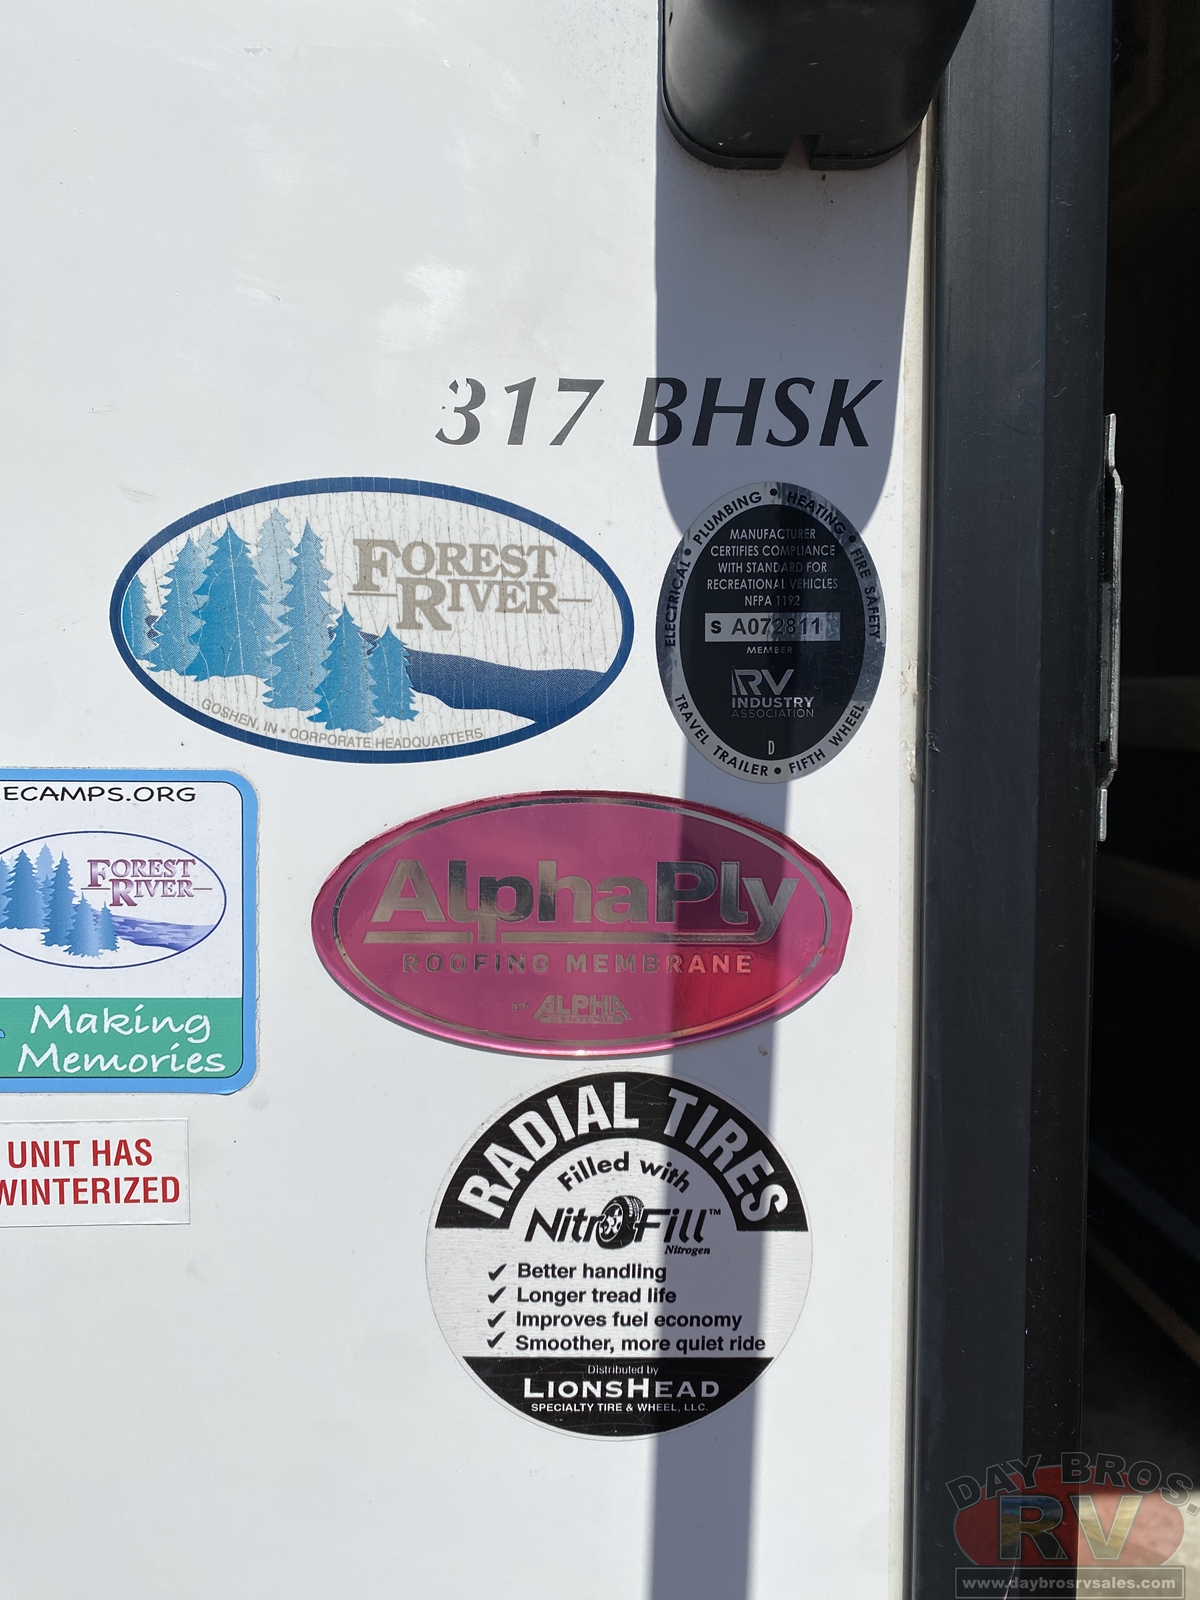 317 BHSK
FOREST
RIVER
GOSHEN, IN • CORPORATE HEADQUARTERS
ELECTRICAL • PLUMBING • HEATING • FIRE SAFETY
MANUFACTURER
CERTIFIES COMPLIANCE
WITH STANDARD FOR
RECREATIONAL VEHICLES
NFPA 1192
S A072811
MEMBER
RV
INDUSTRY
ASSOCIATION
D
TRAVEL TRAILER • FIFTH WHEEL
ECAMPS.ORG
FOREST
RIVER
Making
Memories
AlphaPly
ROOFING MEMBRANE
BY ALPHA
SYSTEMS
UNIT HAS
WINTERIZED
RADIAL TIRES
Filled with
NitroFill™
Nitrogen
✓ Better handling
✓ Longer tread life
✓ Improves fuel economy
✓ Smoother, more quiet ride
Distributed by
LIONSHEAD
SPECIALTY TIRE & WHEEL, LLC.
DAY BROS.
RV
www.daybrosrvsales.com